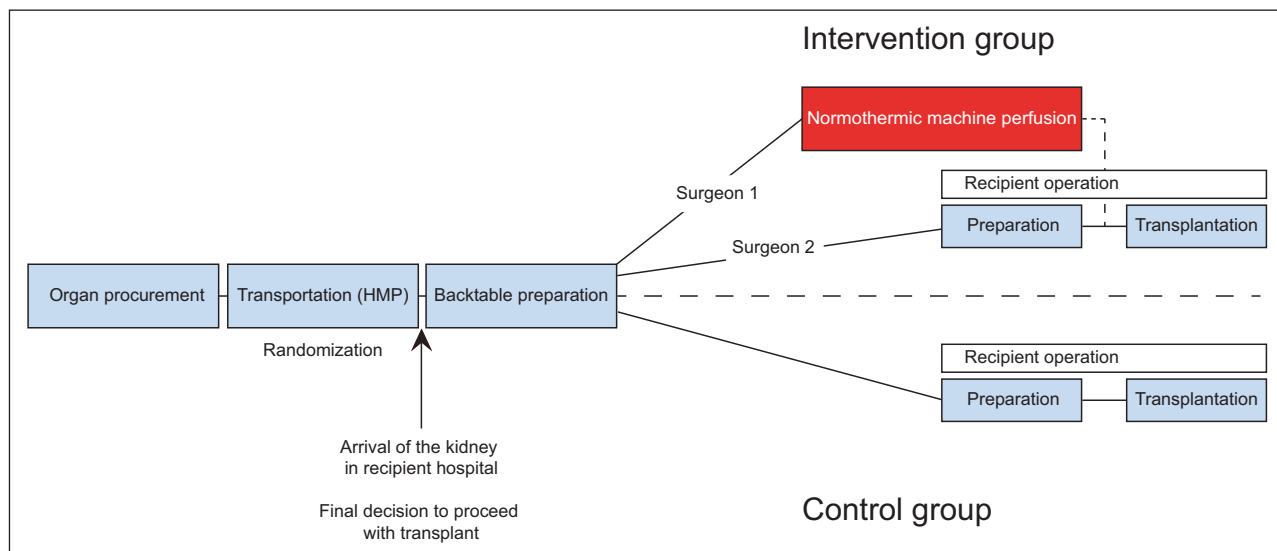 Intervention group
Normothermic machine perfusion
Surgeon 1
Recipient operation
Preparation
Transplantation
Surgeon 2
Organ procurement
Transportation (HMP)
Backtable preparation
Randomization
Recipient operation
Preparation
Transplantation
Arrival of the kidney
in recipient hospital
Final decision to proceed
with transplant
Control group